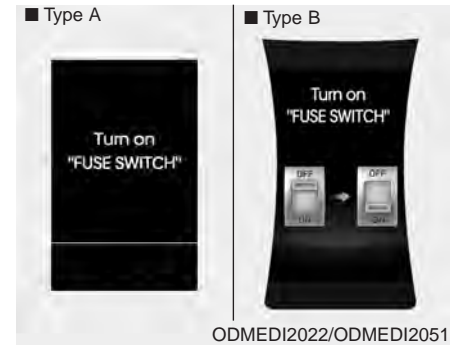 ■ Type A
Turn on
"FUSE SWITCH"
■ Type B
Turn on
"FUSE SWITCH"
OFF
OFF
ON
ON
ODMEDI2022/ODMEDI2051